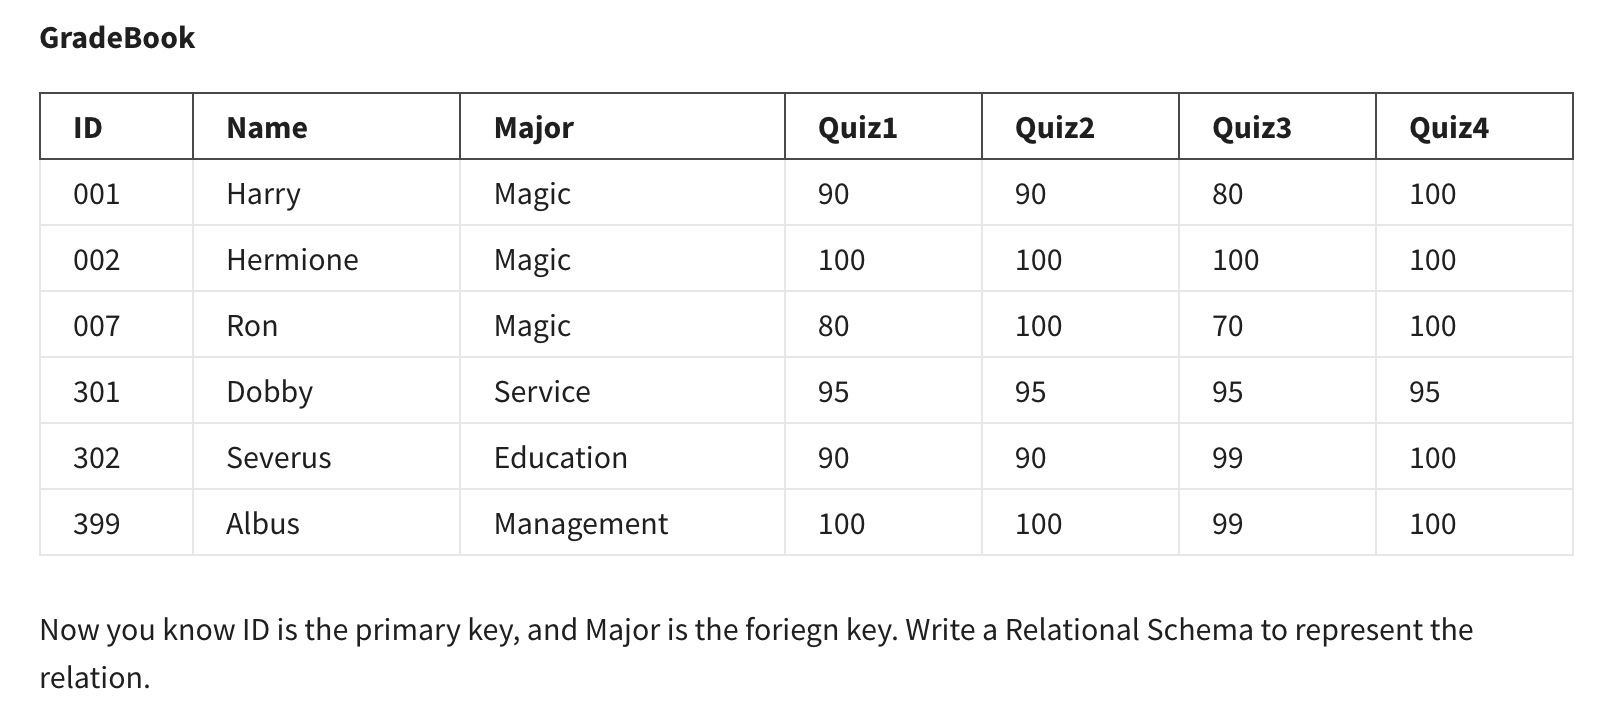 GradeBook
ID Name Major Quiz1 Quiz2 Quiz3 Quiz4
001 Harry Magic 90 90 80 100
002 Hermione Magic 100 100 100 100
007 Ron Magic 80 100 70 100
301 Dobby Service 95 95 95 95
302 Severus Education 90 90 99 100
399 Albus Management 100 100 99 100
Now you know ID is the primary key, and Major is the foriegn key. Write a Relational Schema to represent the
relation.